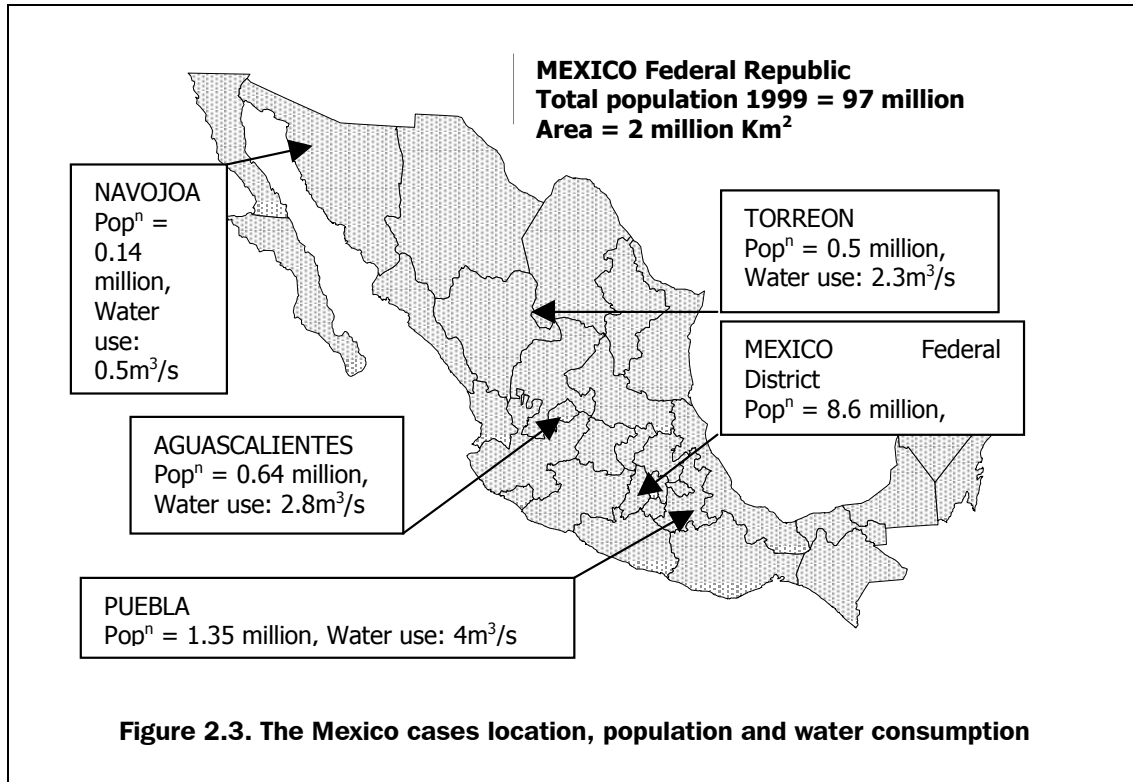 MEXICO Federal Republic
Total population 1999 = 97 million
Area = 2 million Km²
NAVOJOA
Popⁿ =
0.14
million,
Water
use:
0.5m³/s
TORREON
Popⁿ = 0.5 million,
Water use: 2.3m³/s
MEXICO Federal
District
Popⁿ = 8.6 million,
AGUASCALIENTES
Popⁿ = 0.64 million,
Water use: 2.8m³/s
PUEBLA
Popⁿ = 1.35 million, Water use: 4m³/s
Figure 2.3. The Mexico cases location, population and water consumption